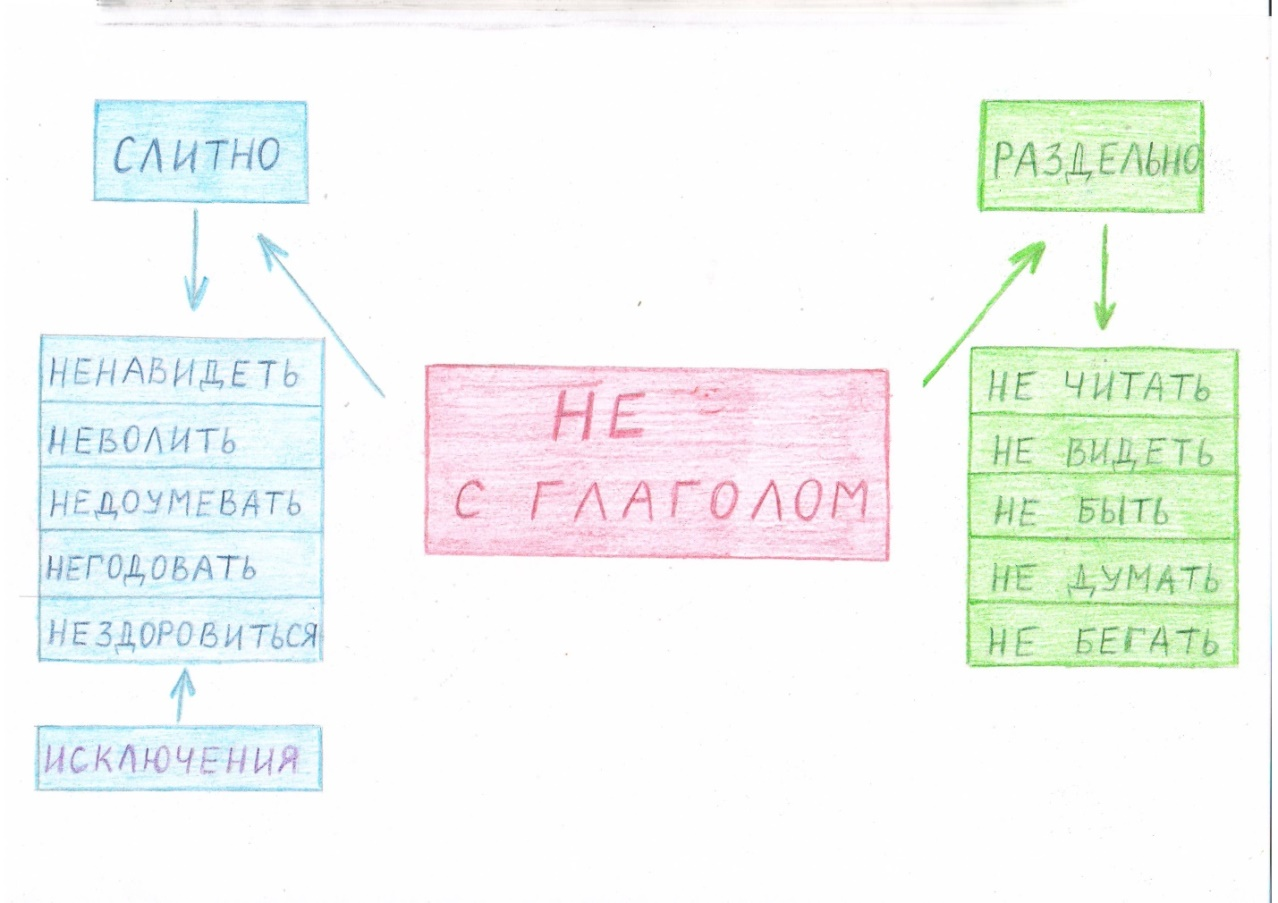 СЛИТНО
НЕНАВИДЕТЬ
НЕВОЛИТЬ
НЕДОУМЕВАТЬ
НЕГОДОВАТЬ
НЕЗДОРОВИТЬСЯ
ИСКЛЮЧЕНИЯ
НЕ
С ГЛАГОЛОМ
РАЗДЕЛЬНО
НЕ ЧИТАТЬ
НЕ ВИДЕТЬ
НЕ БЫТЬ
НЕ ДУМАТЬ
НЕ БЕГАТЬ